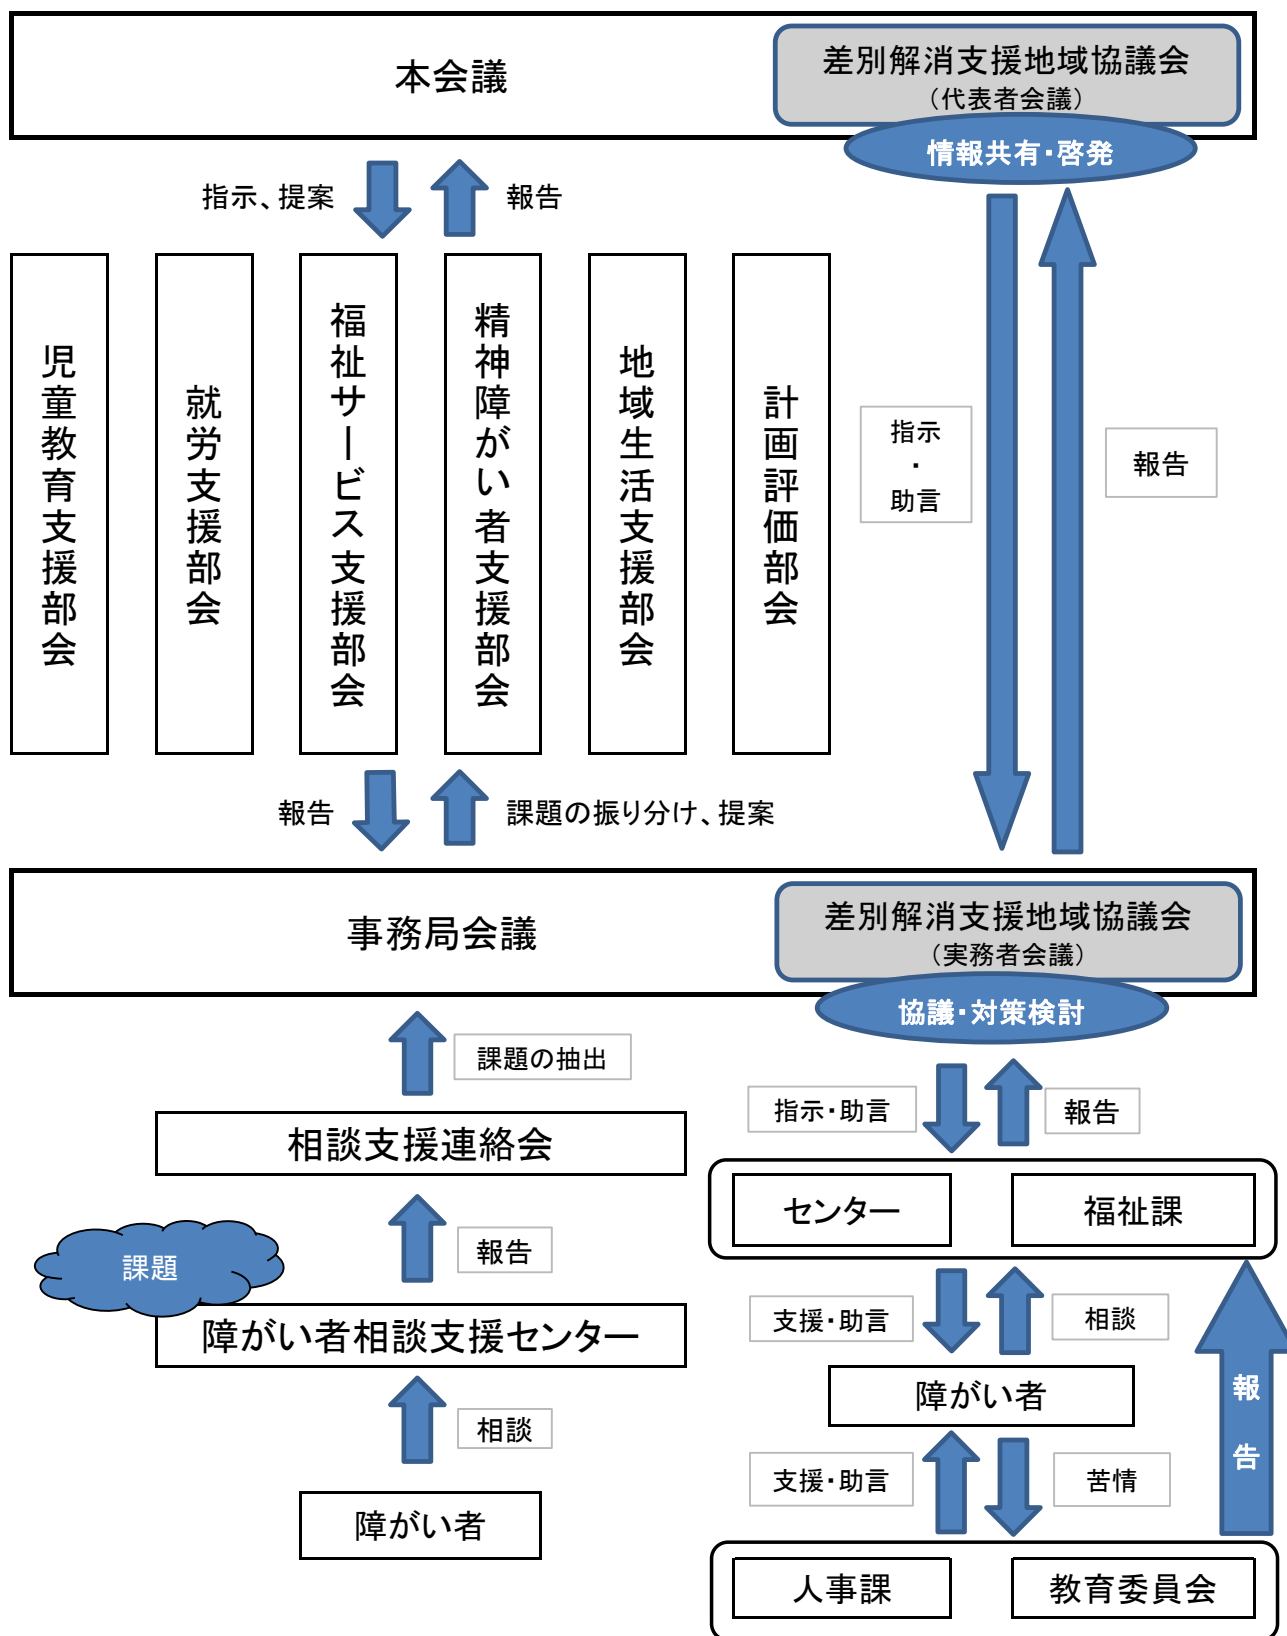 本会議
差別解消支援地域協議会
（代表者会議）
情報共有・啓発
指示、提案
報告
児童教育支援部会
就労支援部会
福祉サービス支援部会
精神障がい者支援部会
地域生活支援部会
計画評価部会
指示
・
助言
報告
報告
課題の振り分け、提案
事務局会議
差別解消支援地域協議会
（実務者会議）
協議・対策検討
課題の抽出
指示・助言
報告
相談支援連絡会
センター
福祉課
報告
課題
障がい者相談支援センター
支援・助言
相談
障がい者
報告
相談
支援・助言
苦情
障がい者
人事課
教育委員会